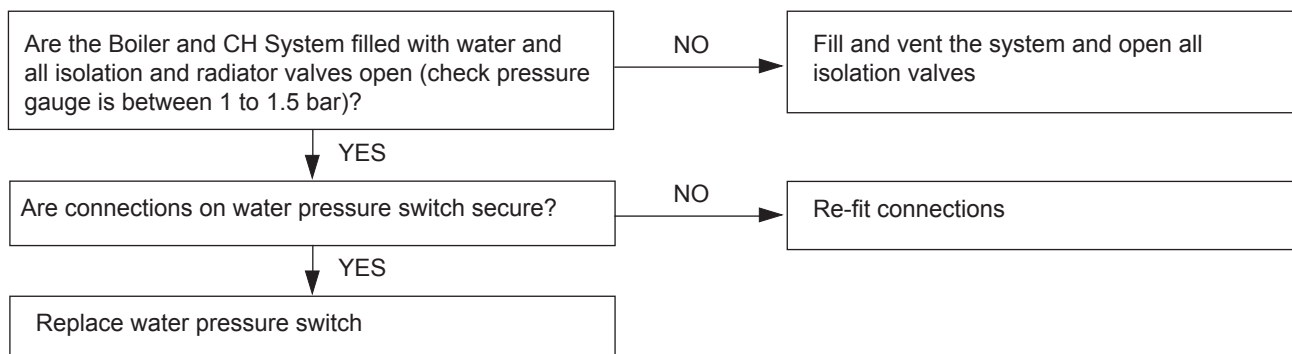 Are the Boiler and CH System filled with water and
all isolation and radiator valves open (check pressure
gauge is between 1 to 1.5 bar)?
NO
Fill and vent the system and open all
isolation valves
YES
Are connections on water pressure switch secure?
NO
Re-fit connections
YES
Replace water pressure switch